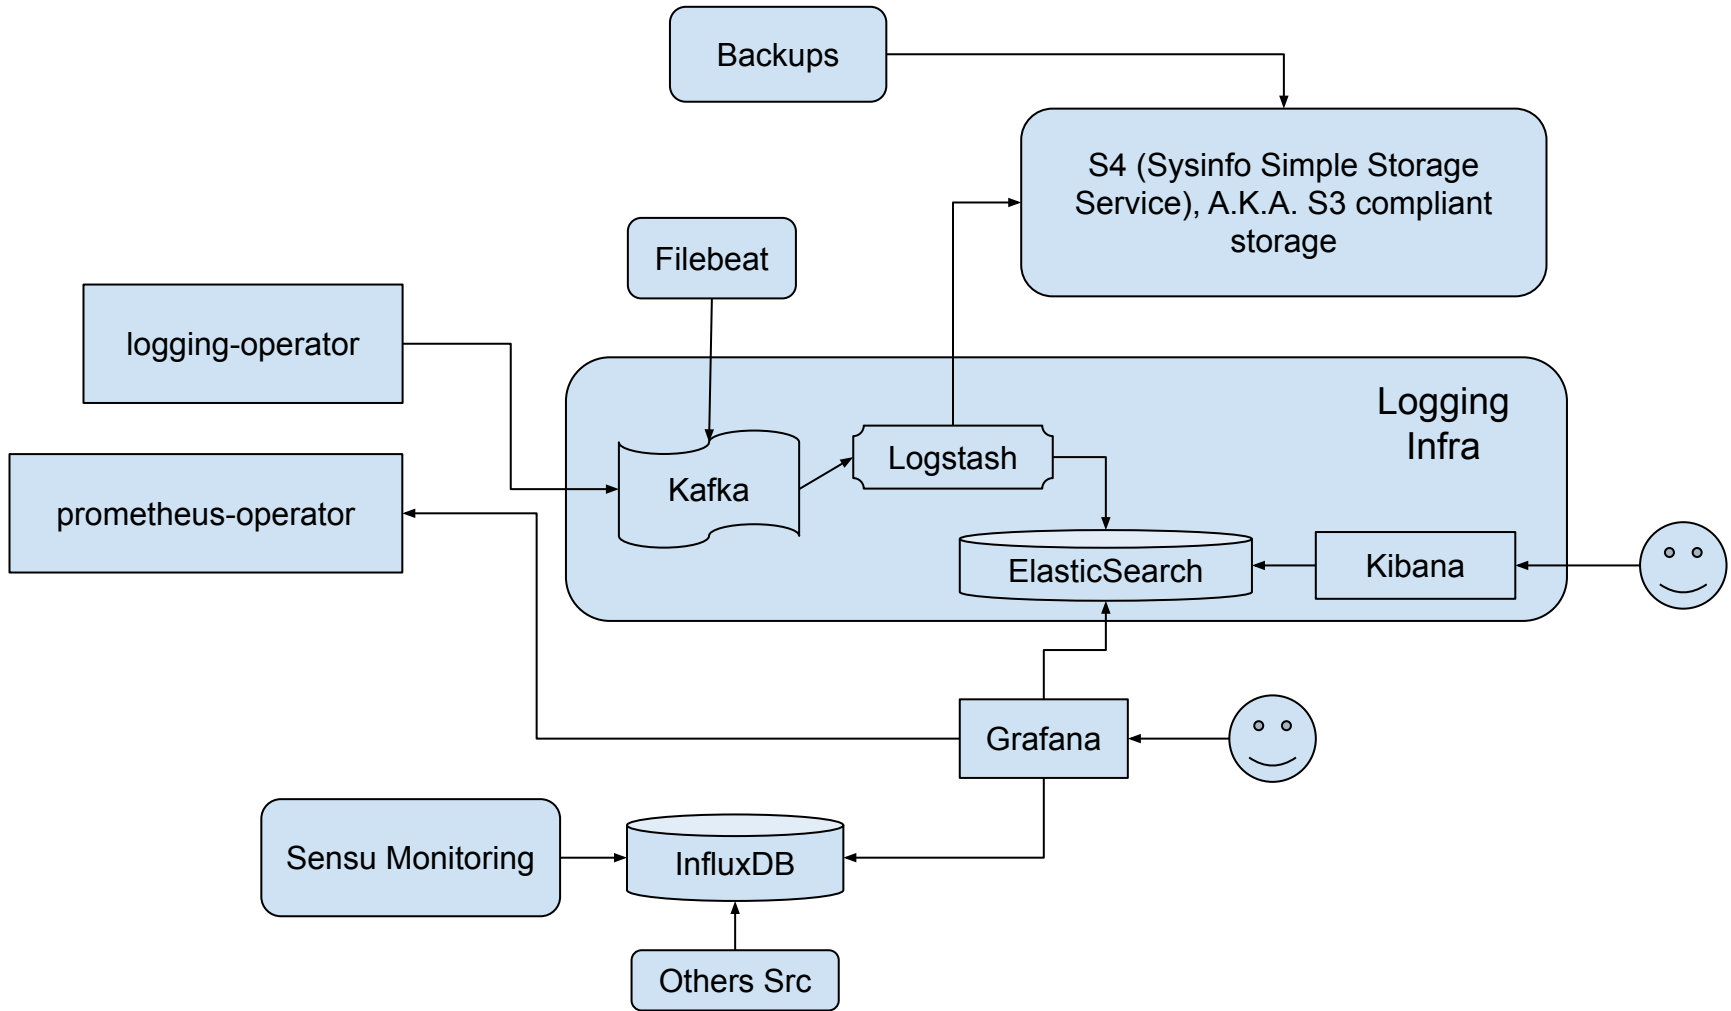 Backups
S4 (Sysinfo Simple Storage
Service), A.K.A. S3 compliant
storage
Filebeat
logging-operator
Logging
Infra
Kafka
Logstash
prometheus-operator
ElasticSearch
Kibana
Grafana
Sensu Monitoring
InfluxDB
Others Src